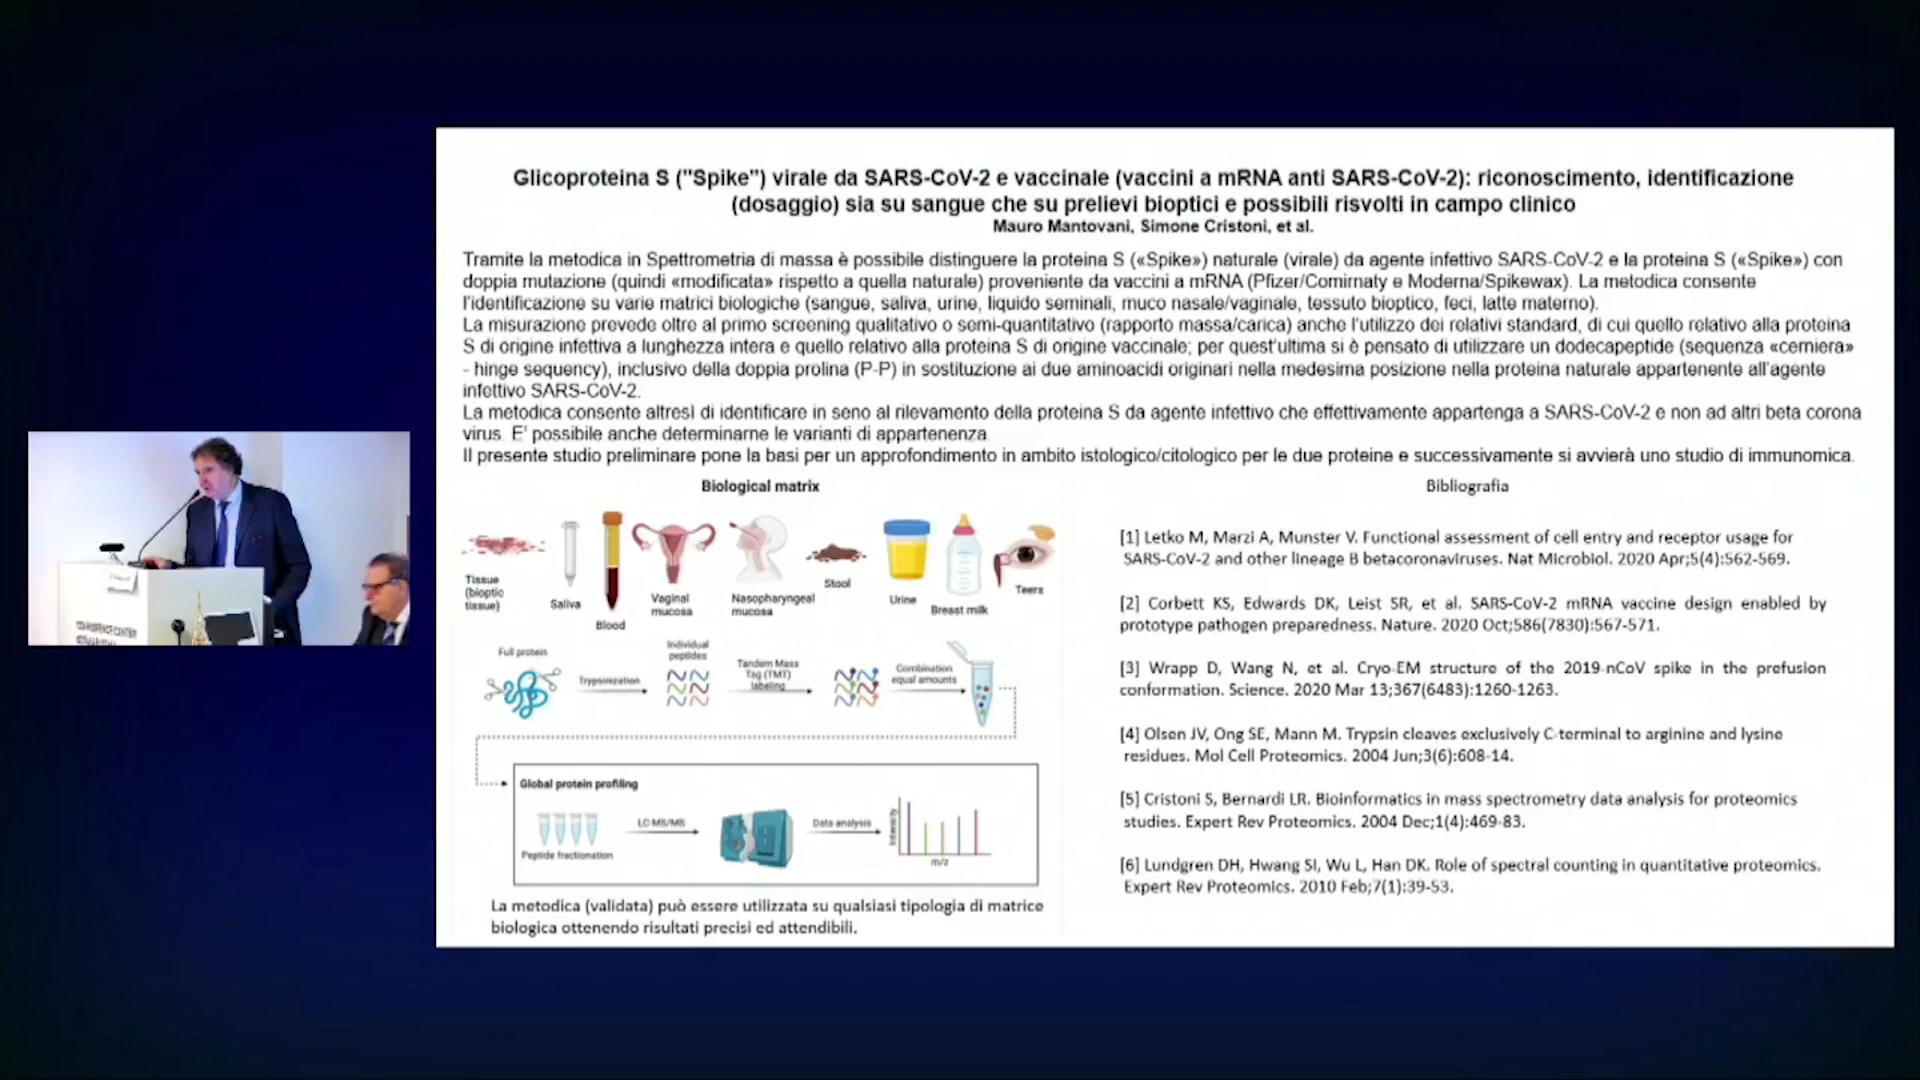 Glicoproteina S ("Spike") virale da SARS-CoV-2 e vaccinale (vaccini a mRNA anti SARS-CoV-2): riconoscimento, identificazione
(dosaggio) sia su sangue che su prelievi bioptici e possibili risvolti in campo clinico
Mauro Mantovani, Simone Cristoni, et al.
Tramite la metodica in Spettrometria di massa è possibile distinguere la proteina S («Spike») naturale (virale) da agente infettivo SARS-CoV-2 e la proteina S («Spike») con
doppia mutazione (quindi «modificata» rispetto a quella naturale) proveniente da vaccini a mRNA (Pfizer/Comirnaty e Moderna/Spikewax). La metodica consente
l'identificazione su varie matrici biologiche (sangue, saliva, urine, liquido seminali, muco nasale/vaginale, tessuto bioptico, feci, latte materno).
La misurazione prevede oltre al primo screening qualitativo o semi-quantitativo (rapporto massa/carica) anche l'utilizzo dei relativi standard, di cui quello relativo alla proteina
S di origine infettiva a lunghezza intera e quello relativo alla proteina S di origine vaccinale; per quest'ultima si è pensato di utilizzare un dodecapeptide (sequenza «cerniera»
- hinge sequency), inclusivo della doppia prolina (P-P) in sostituzione ai due aminoacidi originari nella medesima posizione nella proteina naturale appartenente all'agente
infettivo SARS-CoV-2.
La metodica consente altresì di identificare in seno al rilevamento della proteina S da agente infettivo che effettivamente appartenga a SARS-CoV-2 e non ad altri beta corona
virus. E' possibile anche determinarne le varianti di appartenenza.
Il presente studio preliminare pone la basi per un approfondimento in ambito istologico/citologico per le due proteine e successivamente si avvierà uno studio di immunomica.
Biological matrix
Tissue
(bioptic
tissue)
Saliva
Blood
Vaginal
mucosa
Nasopharyngeal
mucosa
Stool
Urine
Breast milk
Teers
Full protein
Trypsinization
Individual
peptides
Tandem Mass
Tag (TMT)
labeling
Combination
equal amounts
Global protein profiling
Peptide fractionation
LC MS/MS
Data analysis
Intensity
m/z
La metodica (validata) può essere utilizzata su qualsiasi tipologia di matrice
biologica ottenendo risultati precisi ed attendibili.
Bibliografia
[1] Letko M, Marzi A, Munster V. Functional assessment of cell entry and receptor usage for
SARS-CoV-2 and other lineage B betacoronaviruses. Nat Microbiol. 2020 Apr;5(4):562-569.
[2] Corbett KS, Edwards DK, Leist SR, et al. SARS-CoV-2 mRNA vaccine design enabled by
prototype pathogen preparedness. Nature. 2020 Oct;586(7830):567-571.
[3] Wrapp D, Wang N, et al. Cryo-EM structure of the 2019-nCoV spike in the prefusion
conformation. Science. 2020 Mar 13;367(6483):1260-1263.
[4] Olsen JV, Ong SE, Mann M. Trypsin cleaves exclusively C-terminal to arginine and lysine
residues. Mol Cell Proteomics. 2004 Jun;3(6):608-14.
[5] Cristoni S, Bernardi LR. Bioinformatics in mass spectrometry data analysis for proteomics
studies. Expert Rev Proteomics. 2004 Dec;1(4):469-83.
[6] Lundgren DH, Hwang SI, Wu L, Han DK. Role of spectral counting in quantitative proteomics.
Expert Rev Proteomics. 2010 Feb;7(1):39-53.
CONFERENCE CENTER